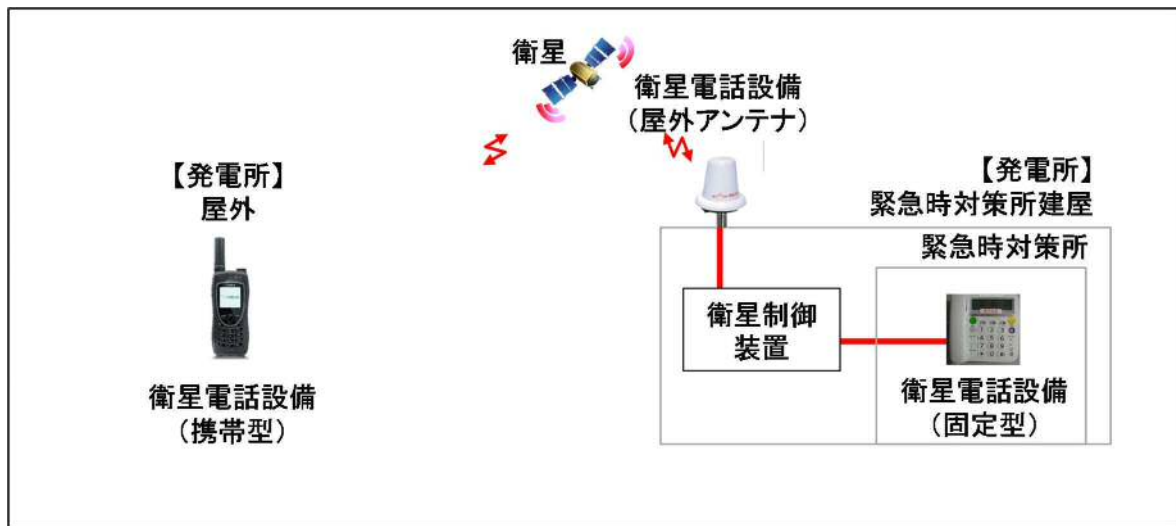 衛星
衛星電話設備
(屋外アンテナ)
【発電所】
屋外
衛星電話設備
(携帯型)
【発電所】
緊急時対策所建屋
緊急時対策所
衛星制御
装置
衛星電話設備
(固定型)